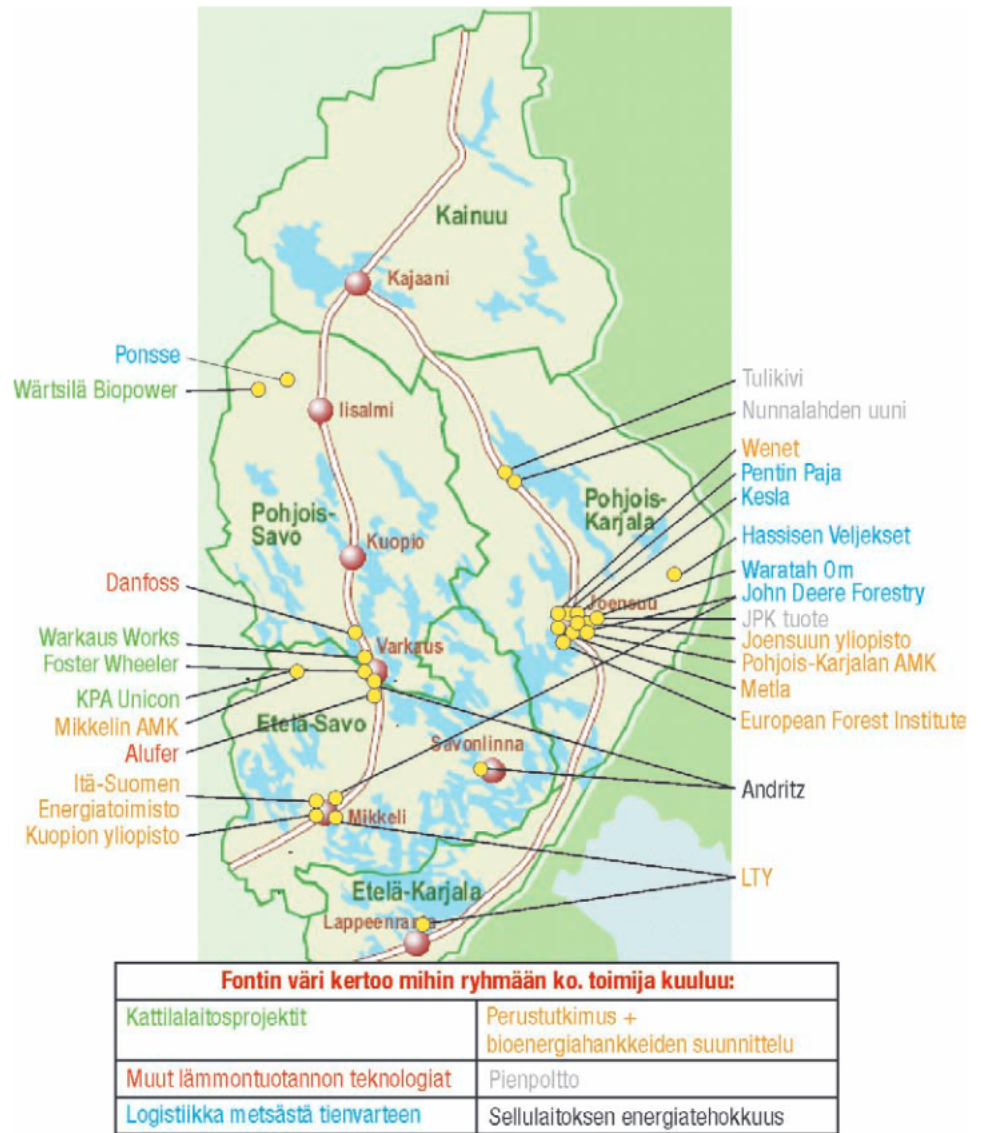 Kainuu
Kajaani
Ponsse
Wärtsilä Biopower
Iisalmi
Pohjois-
Savo
Kuopio
Danfoss
Warkaus Works
Foster Wheeler
KPA Unicon
Mikkelin AMK
Alufer
Varkaus
Etelä-Savo
Savonlinna
Itä-Suomen
Energiatoimisto
Kuopion yliopisto
Mikkeli
Etelä-Karjala
Lappeenranta
Tulikivi
Nunnalahden uuni
Wenet
Pentin Paja
Kesla
Pohjois-
Karjala
Hassisen Veljekset
Waratah Om
Joensuu
John Deere Forestry
JPK tuote
Joensuun yliopisto
Pohjois-Karjalan AMK
Metla
European Forest Institute
Andritz
LTY
Fontin väri kertoo mihin ryhmään ko. toimija kuuluu:
Kattilalaitosprojektit
Perustutkimus +
bioenergiahankkeiden suunnittelu
Muut lämmontuotannon teknologiat
Pienpoltto
Logistiikka metsästä tienvarteen
Sellulaitoksen energiatehokkuus